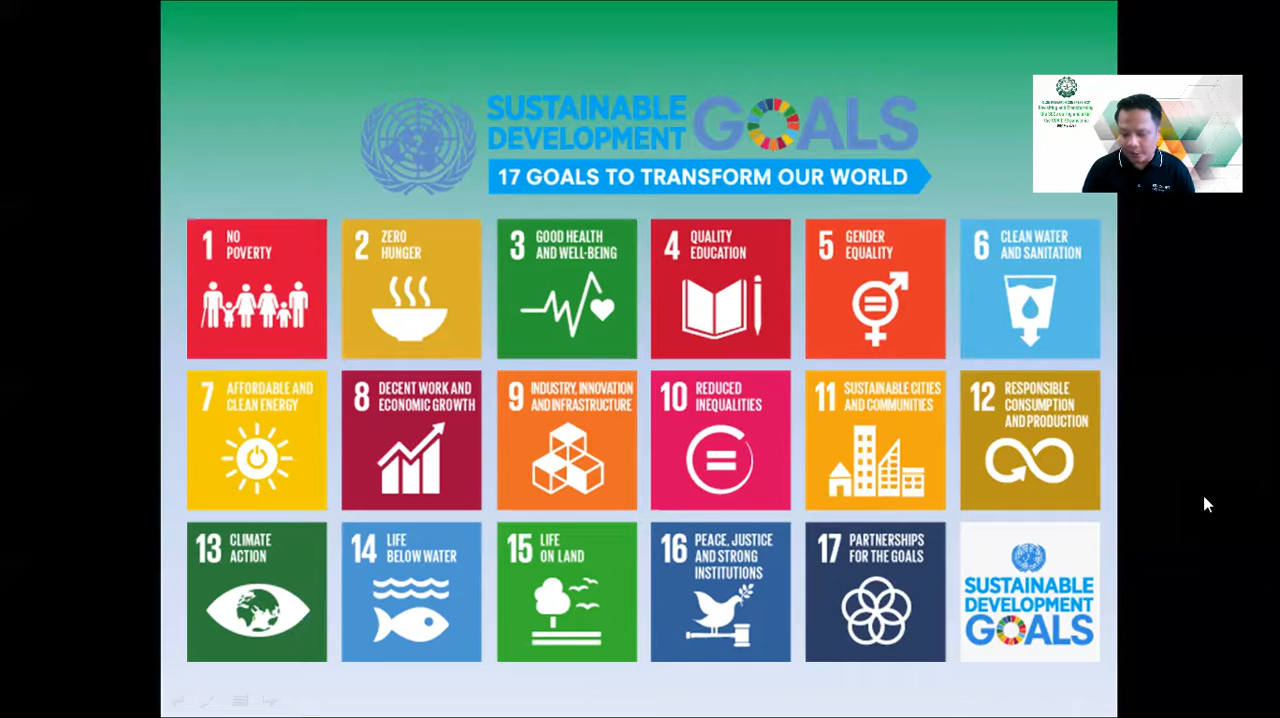 SUSTAINABLE
DEVELOPMENT
GOALS
17 GOALS TO TRANSFORM OUR WORLD
1 NO
POVERTY
2 ZERO
HUNGER
3 GOOD HEALTH
AND WELL-BEING
4 QUALITY
EDUCATION
5 GENDER
EQUALITY
6 CLEAN WATER
AND SANITATION
7 AFFORDABLE AND
CLEAN ENERGY
8 DECENT WORK AND
ECONOMIC GROWTH
9 INDUSTRY, INNOVATION
AND INFRASTRUCTURE
10 REDUCED
INEQUALITIES
11 SUSTAINABLE CITIES
AND COMMUNITIES
12 RESPONSIBLE
CONSUMPTION
AND PRODUCTION
13 CLIMATE
ACTION
14 LIFE
BELOW WATER
15 LIFE
ON LAND
16 PEACE, JUSTICE
AND STRONG
INSTITUTIONS
17 PARTNERSHIPS
FOR THE GOALS
SUSTAINABLE
DEVELOPMENT
GOALS